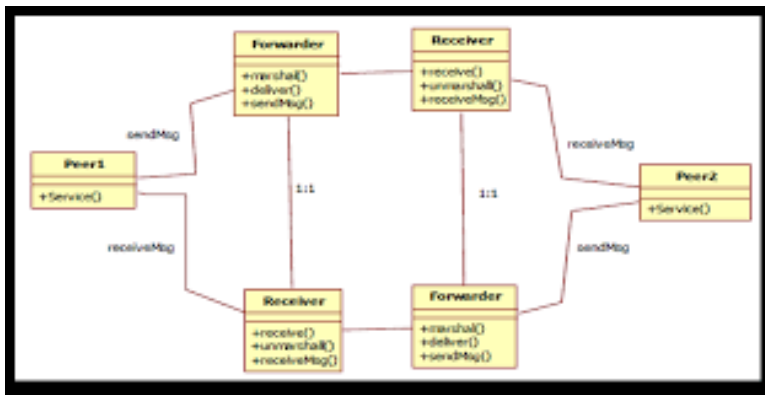 Forwarder
+marshal()
+deliver()
+sendMsg()
Receiver
+receive()
+unmarshall()
+receiveMsg()
sendMsg
receiveMsg
Peer1
+Service()
1:1
1:1
Peer2
+Service()
receiveMsg
sendMsg
Receiver
+receive()
+unmarshall()
+receiveMsg()
Forwarder
+marshal()
+deliver()
+sendMsg()